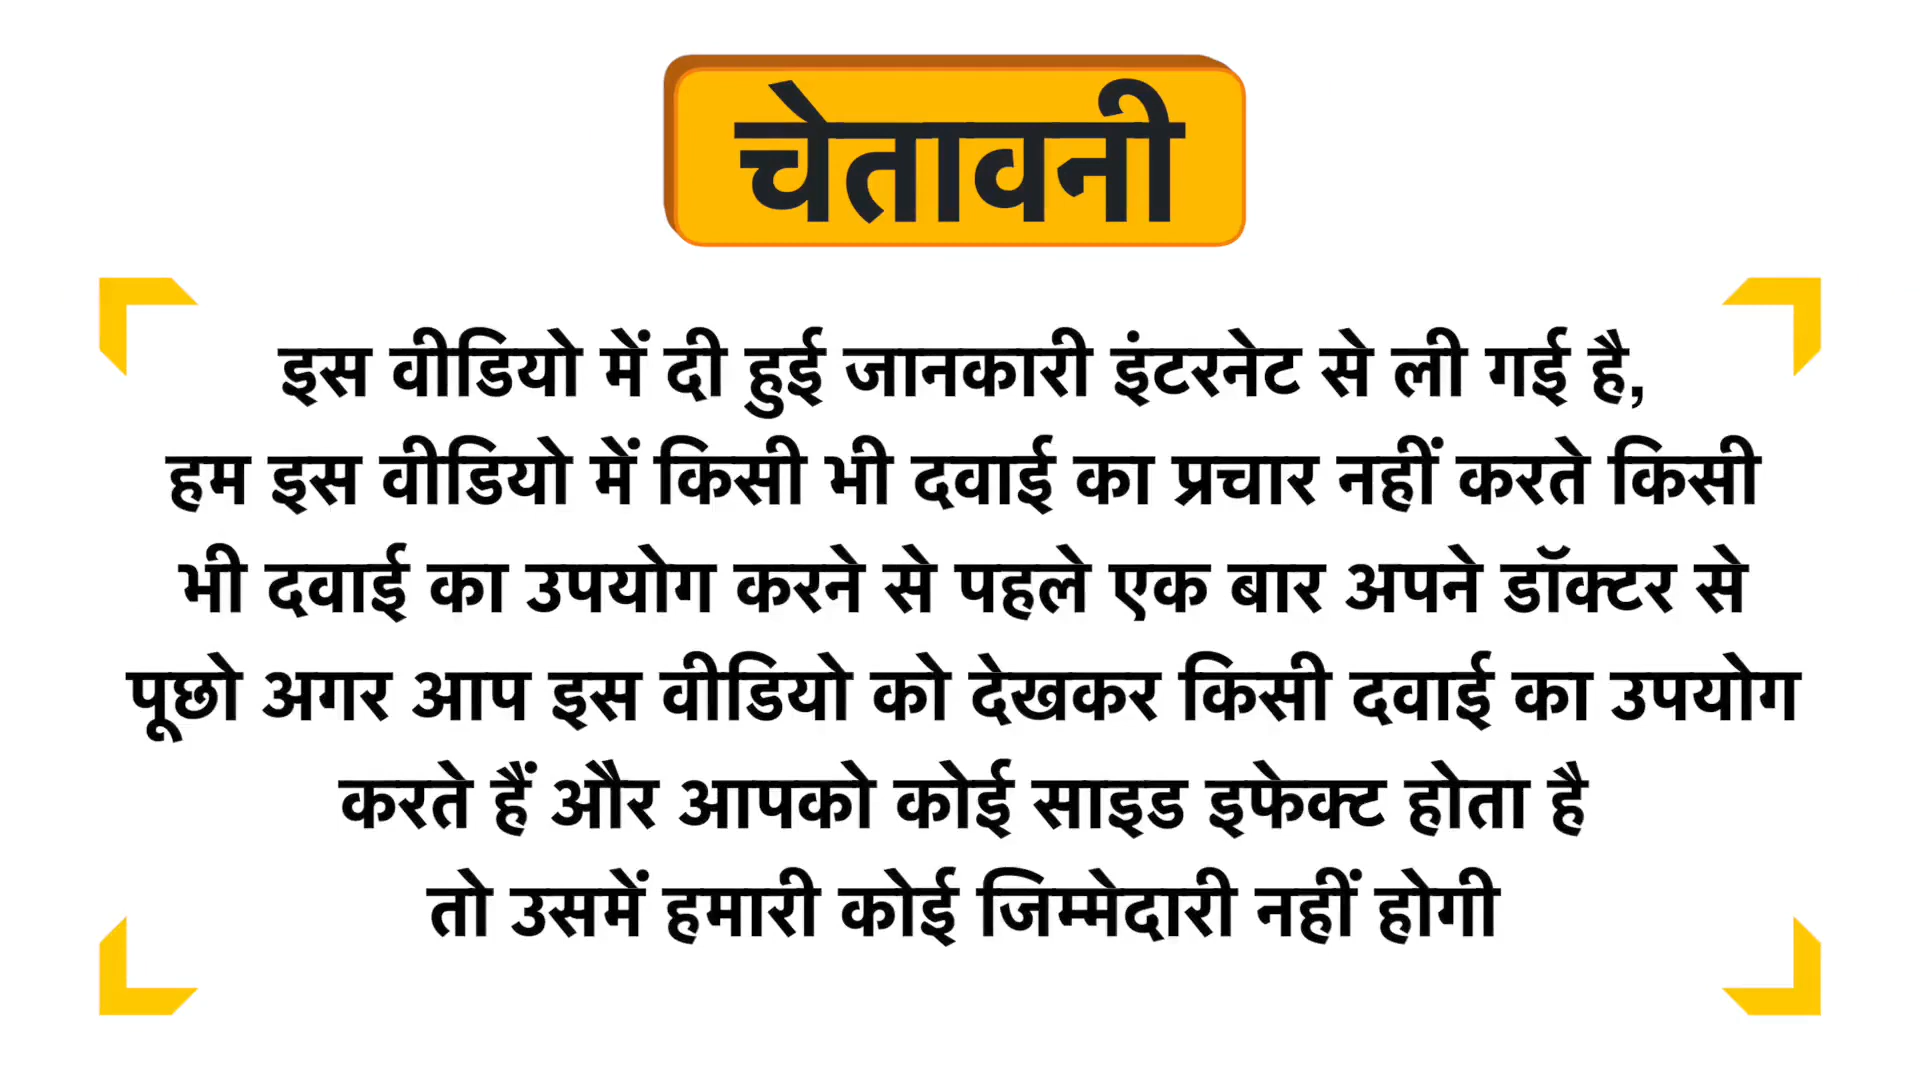 चेतावनी
इस वीडियो में दी हुई जानकारी इंटरनेट से ली गई है,
हम इस वीडियो में किसी भी दवाई का प्रचार नहीं करते किसी
भी दवाई का उपयोग करने से पहले एक बार अपने डॉक्टर से
पूछो अगर आप इस वीडियो को देखकर किसी दवाई का उपयोग
करते हैं और आपको कोई साइड इफेक्ट होता है
तो उसमें हमारी कोई जिम्मेदारी नहीं होगी